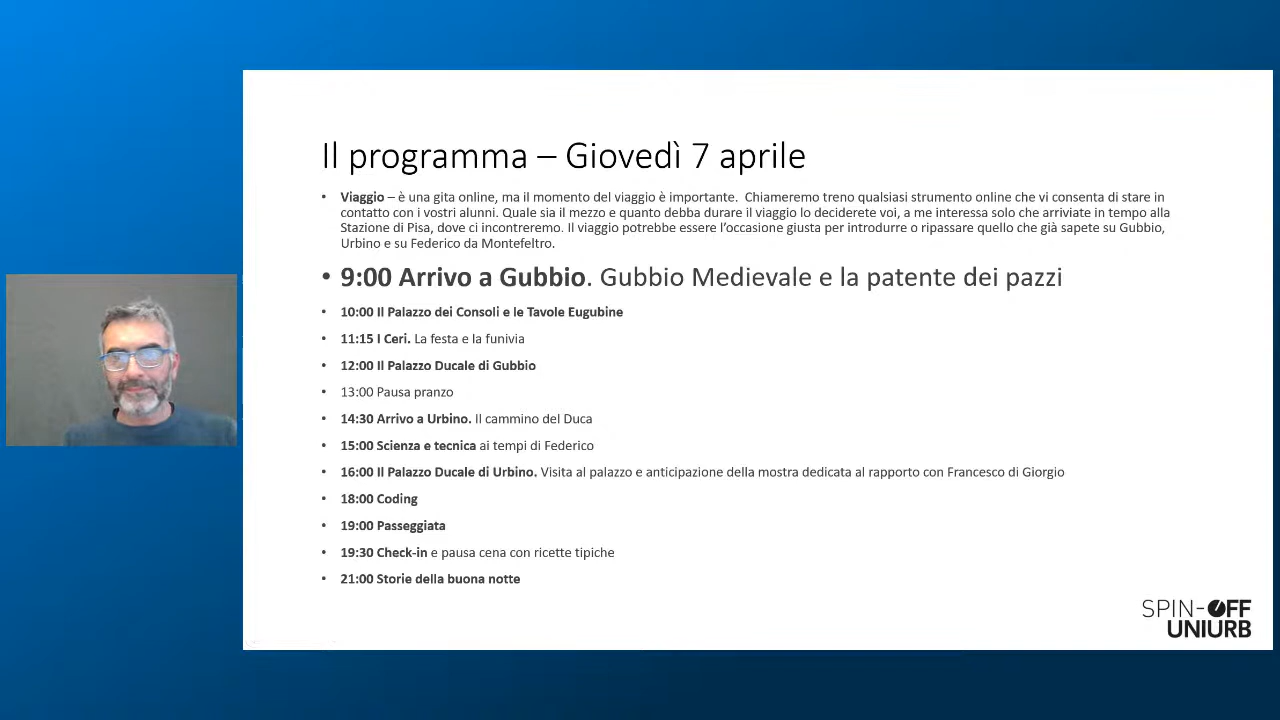 Il programma – Giovedì 7 aprile
• Viaggio – è una gita online, ma il momento del viaggio è importante.  Chiameremo treno qualsiasi strumento online che vi consenta di stare in
contatto con i vostri alunni. Quale sia il mezzo e quanto debba durare il viaggio lo deciderete voi, a me interessa solo che arriviate in tempo alla
Stazione di Pisa, dove ci incontreremo. Il viaggio potrebbe essere l'occasione giusta per introdurre o ripassare quello che già sapete su Gubbio,
Urbino e su Federico da Montefeltro.
• 9:00 Arrivo a Gubbio. Gubbio Medievale e la patente dei pazzi
• 10:00 Il Palazzo dei Consoli e le Tavole Eugubine
• 11:15 I Ceri. La festa e la funivia
• 12:00 Il Palazzo Ducale di Gubbio
• 13:00 Pausa pranzo
• 14:30 Arrivo a Urbino. Il cammino del Duca
• 15:00 Scienza e tecnica ai tempi di Federico
• 16:00 Il Palazzo Ducale di Urbino. Visita al palazzo e anticipazione della mostra dedicata al rapporto con Francesco di Giorgio
• 18:00 Coding
• 19:00 Passeggiata
• 19:30 Check-in e pausa cena con ricette tipiche
• 21:00 Storie della buona notte
SPIN-OFF
UNIURB